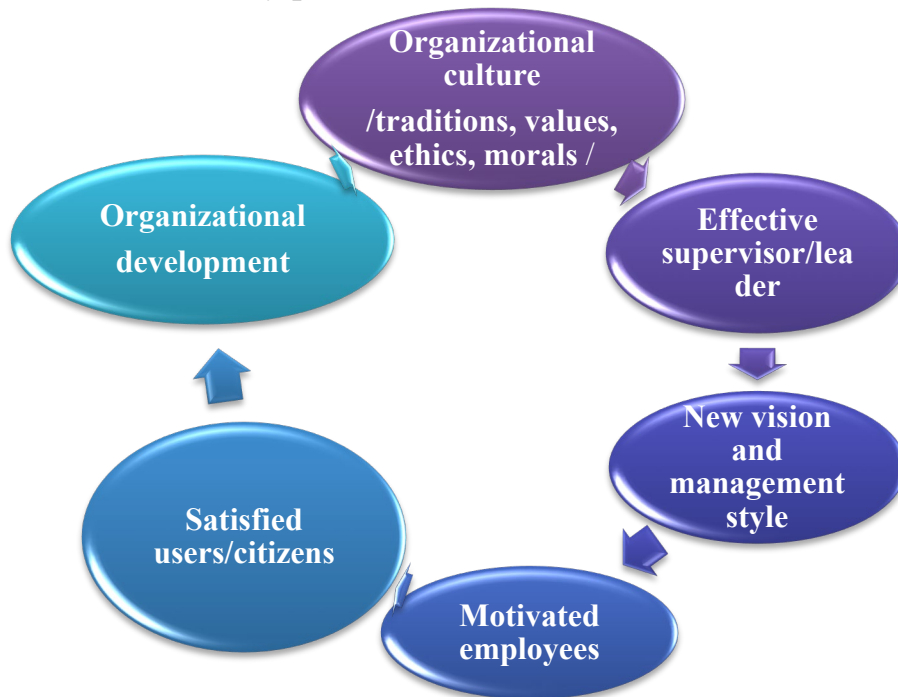 Organizational
culture
/traditions, values,
ethics, morals /
Effective
supervisor/lea
der
New vision
and
management
style
Motivated
employees
Satisfied
users/citizens
Organizational
development